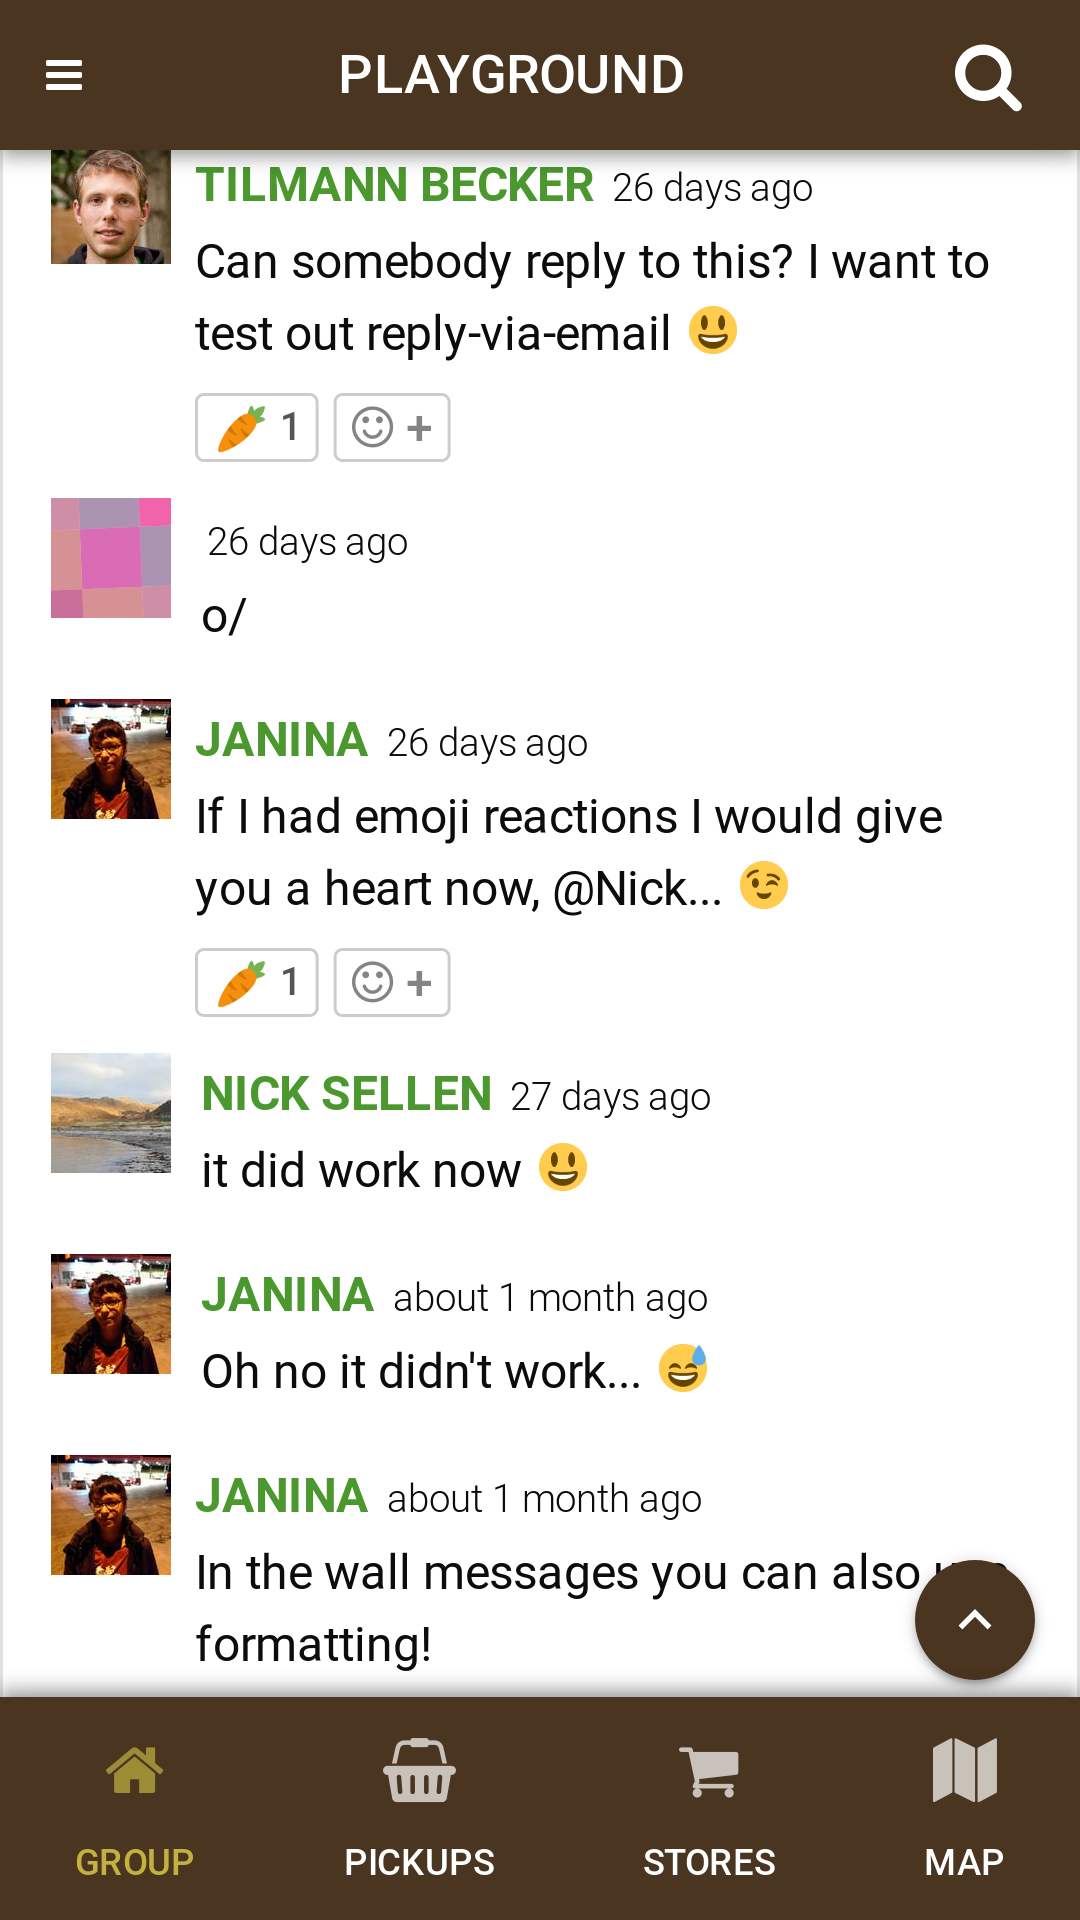 PLAYGROUND
TILMANN BECKER 26 days ago
Can somebody reply to this? I want to
test out reply-via-email 😃
🥕 1 ☺ +
26 days ago
o/
JANINA 26 days ago
If I had emoji reactions I would give
you a heart now, @Nick... 😉
🥕 1 ☺ +
NICK SELLEN 27 days ago
it did work now 😃
JANINA about 1 month ago
Oh no it didn't work... 😅
JANINA about 1 month ago
In the wall messages you can also
formatting!
GROUP PICKUPS STORES MAP